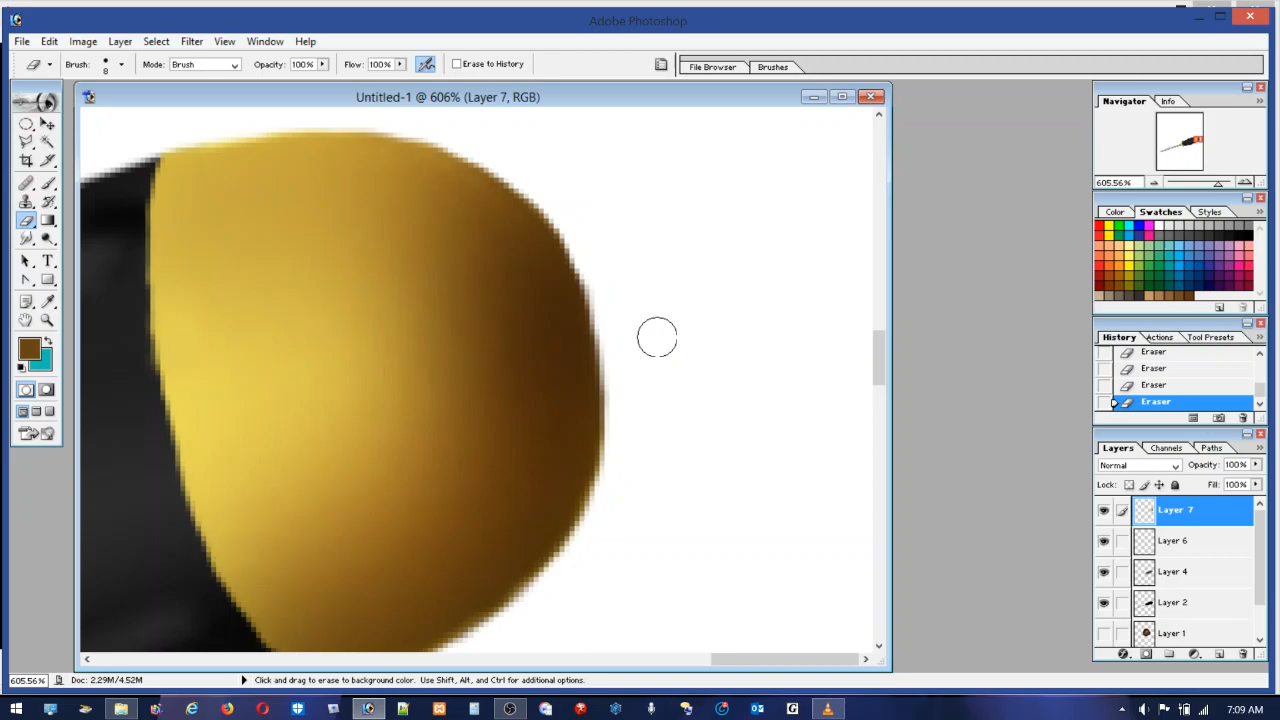 Adobe Photoshop
File Edit Image Layer Select Filter View Window Help
Brush: 8 Mode: Brush Opacity: 100% Flow: 100% Erase to History File Browser Brushes
Untitled-1 @ 606% (Layer 7, RGB)
Navigator Info
605.56%
Color Swatches Styles
History Actions Tool Presets
Eraser
Eraser
Eraser
Eraser
Layers Channels Paths
Normal Opacity: 100%
Lock: Fill: 100%
Layer 7
Layer 6
Layer 4
Layer 2
Layer 1
605.56% Doc: 2.29M/4.52M Click and drag to erase to background color. Use Shift, Alt, and Ctrl for additional options.
7:09 AM